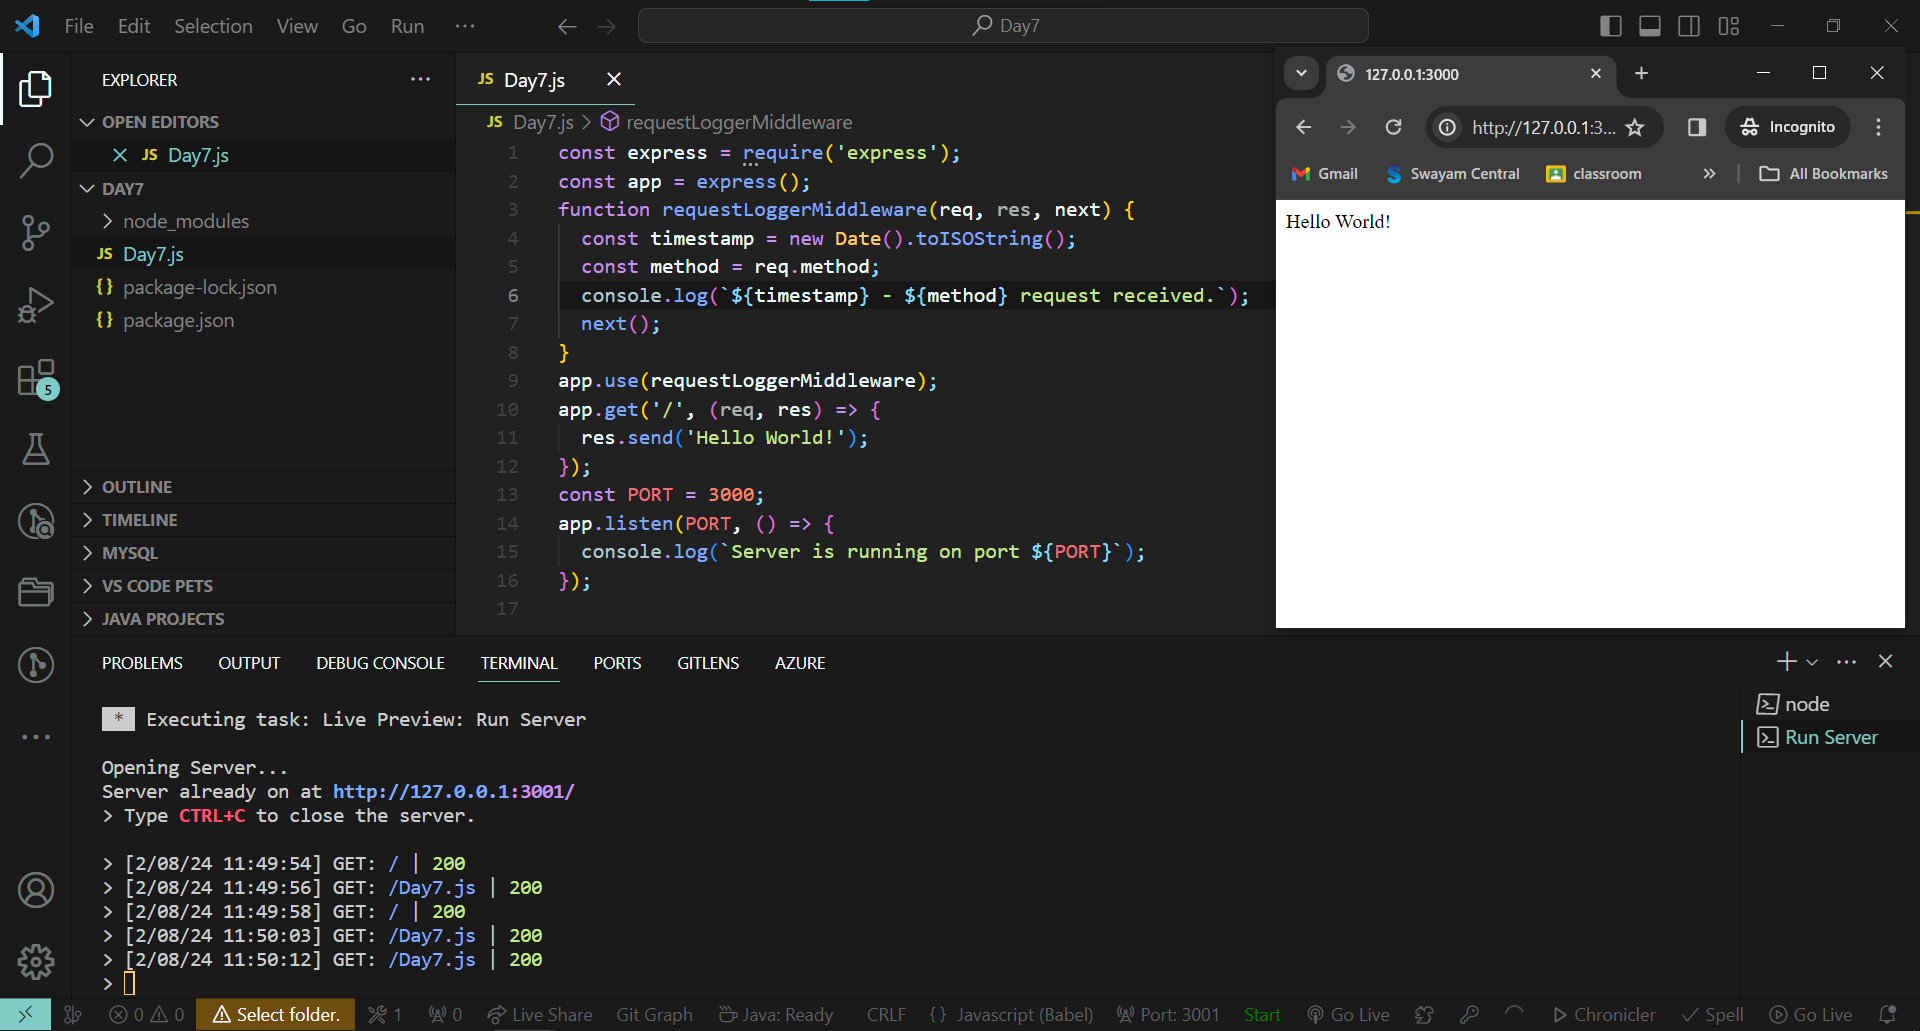 File Edit Selection View Go Run ··· Day7
EXPLORER ···
OPEN EDITORS
JS Day7.js
DAY7
node_modules
JS Day7.js
{} package-lock.json
{} package.json
OUTLINE
TIMELINE
MYSQL
VS CODE PETS
JAVA PROJECTS
5
JS Day7.js
JS Day7.js > requestLoggerMiddleware
1 const express = require('express');
2 const app = express();
3 function requestLoggerMiddleware(req, res, next) {
4 const timestamp = new Date().toISOString();
5 const method = req.method;
6 console.log(`${timestamp} - ${method} request received.`);
7 next();
8 }
9 app.use(requestLoggerMiddleware);
10 app.get('/', (req, res) => {
11 res.send('Hello World!');
12 });
13 const PORT = 3000;
14 app.listen(PORT, () => {
15 console.log(`Server is running on port ${PORT}`);
16 });
17
127.0.0.1:3000
http://127.0.0.1:3... Incognito
Gmail Swayam Central classroom » All Bookmarks
Hello World!
PROBLEMS OUTPUT DEBUG CONSOLE TERMINAL PORTS GITLENS AZURE
* Executing task: Live Preview: Run Server
Opening Server...
Server already on at http://127.0.0.1:3001/
> Type CTRL+C to close the server.
> [2/08/24 11:49:54] GET: / | 200
> [2/08/24 11:49:56] GET: /Day7.js | 200
> [2/08/24 11:49:58] GET: / | 200
> [2/08/24 11:50:03] GET: /Day7.js | 200
> [2/08/24 11:50:12] GET: /Day7.js | 200
>
node
Run Server
0 0 Select folder. 1 0 Live Share Git Graph Java: Ready CRLF {} Javascript (Babel) Port: 3001 Start Go Live Chronicler Spell Go Live